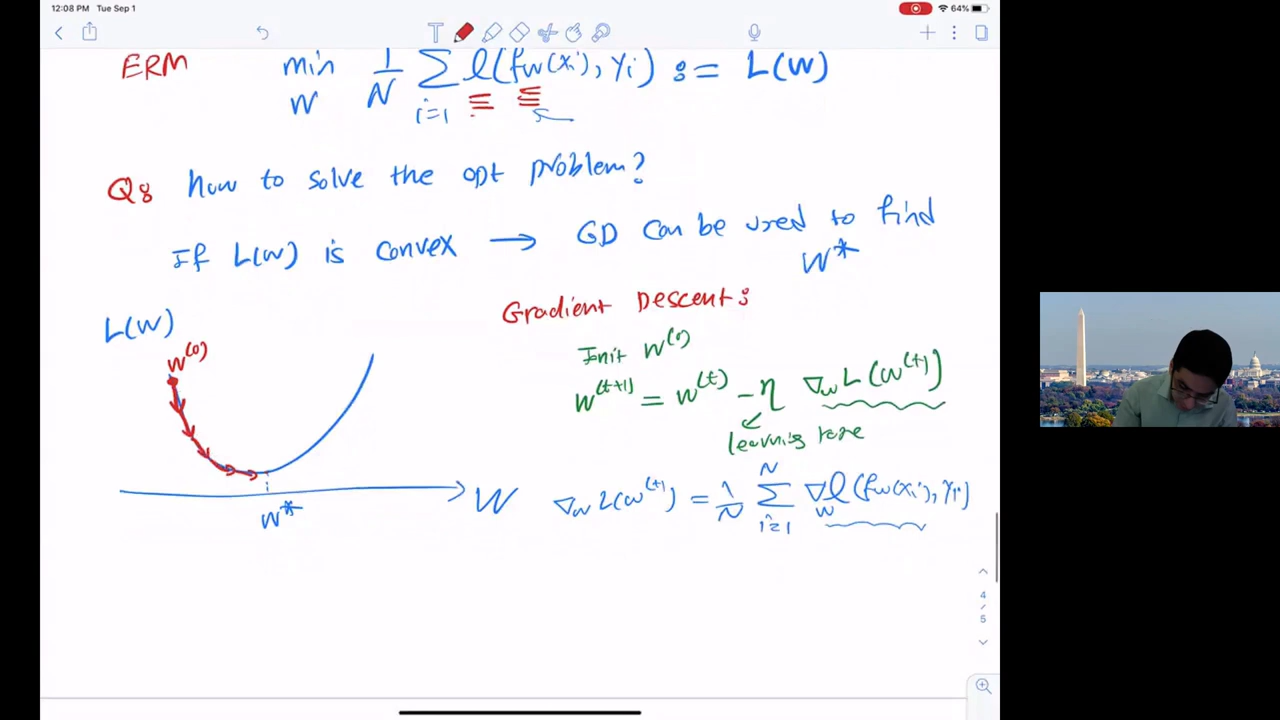 12:08 PM Tue Sep 1
64%
ERM min W 1/N Σ i=1 l(fw(xi), yi) := L(W)
Q: How to solve the opt problem?
If L(W) is convex → GD can be used to find W*
L(W)
W(0)
W*
W
Gradient Descent:
Init W(0)
W(t+1) = W(t) - η ∇w L(W(t))
learning rate
∇w L(W(t)) = 1/N Σ i=1 N ∇w l(fw(xi), yi)
4
/
5